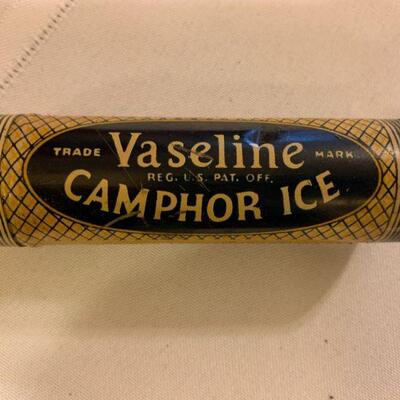 TRADE Vaseline MARK
REG. U.S. PAT. OFF.
CAMPHOR ICE